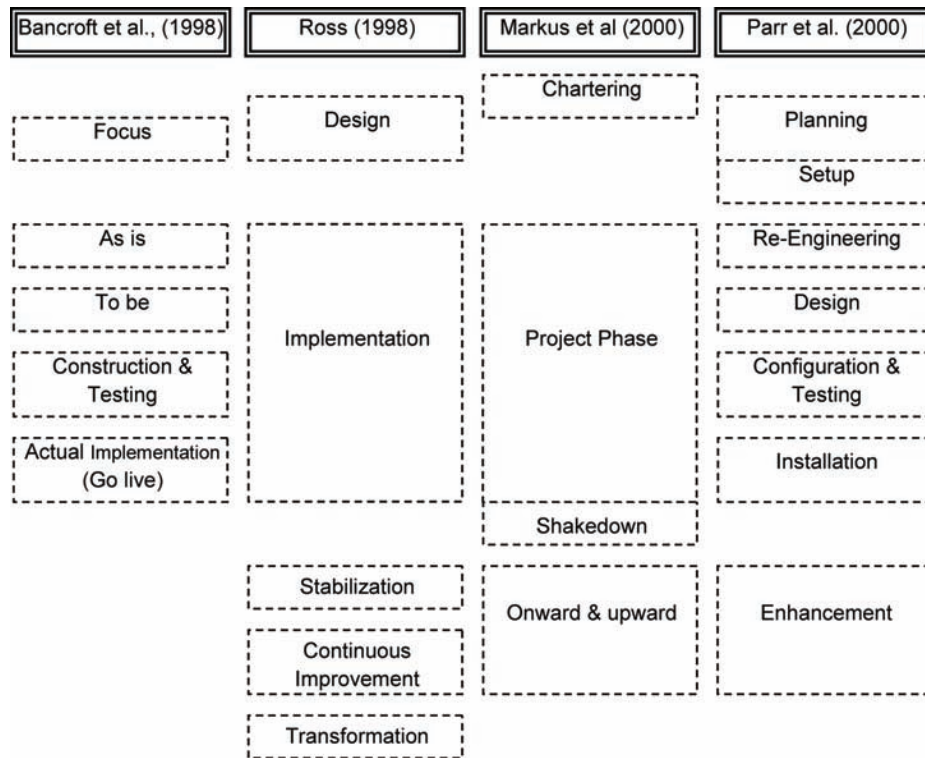 Bancroft et al., (1998)
Ross (1998)
Markus et al (2000)
Parr et al. (2000)
Focus
As is
To be
Construction &
Testing
Actual Implementation
(Go live)
Design
Implementation
Stabilization
Continuous
Improvement
Transformation
Chartering
Project Phase
Shakedown
Onward & upward
Planning
Setup
Re-Engineering
Design
Configuration &
Testing
Installation
Enhancement